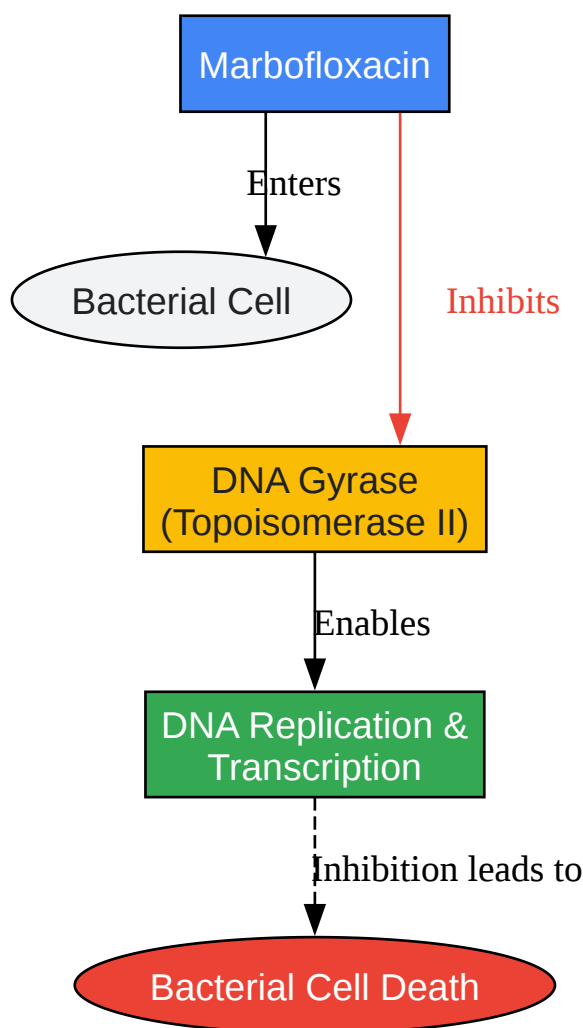 Marbofloxacin
Enters
Bacterial Cell
Inhibits
DNA Gyrase
(Topoisomerase II)
Enables
DNA Replication &
Transcription
Inhibition leads to
Bacterial Cell Death